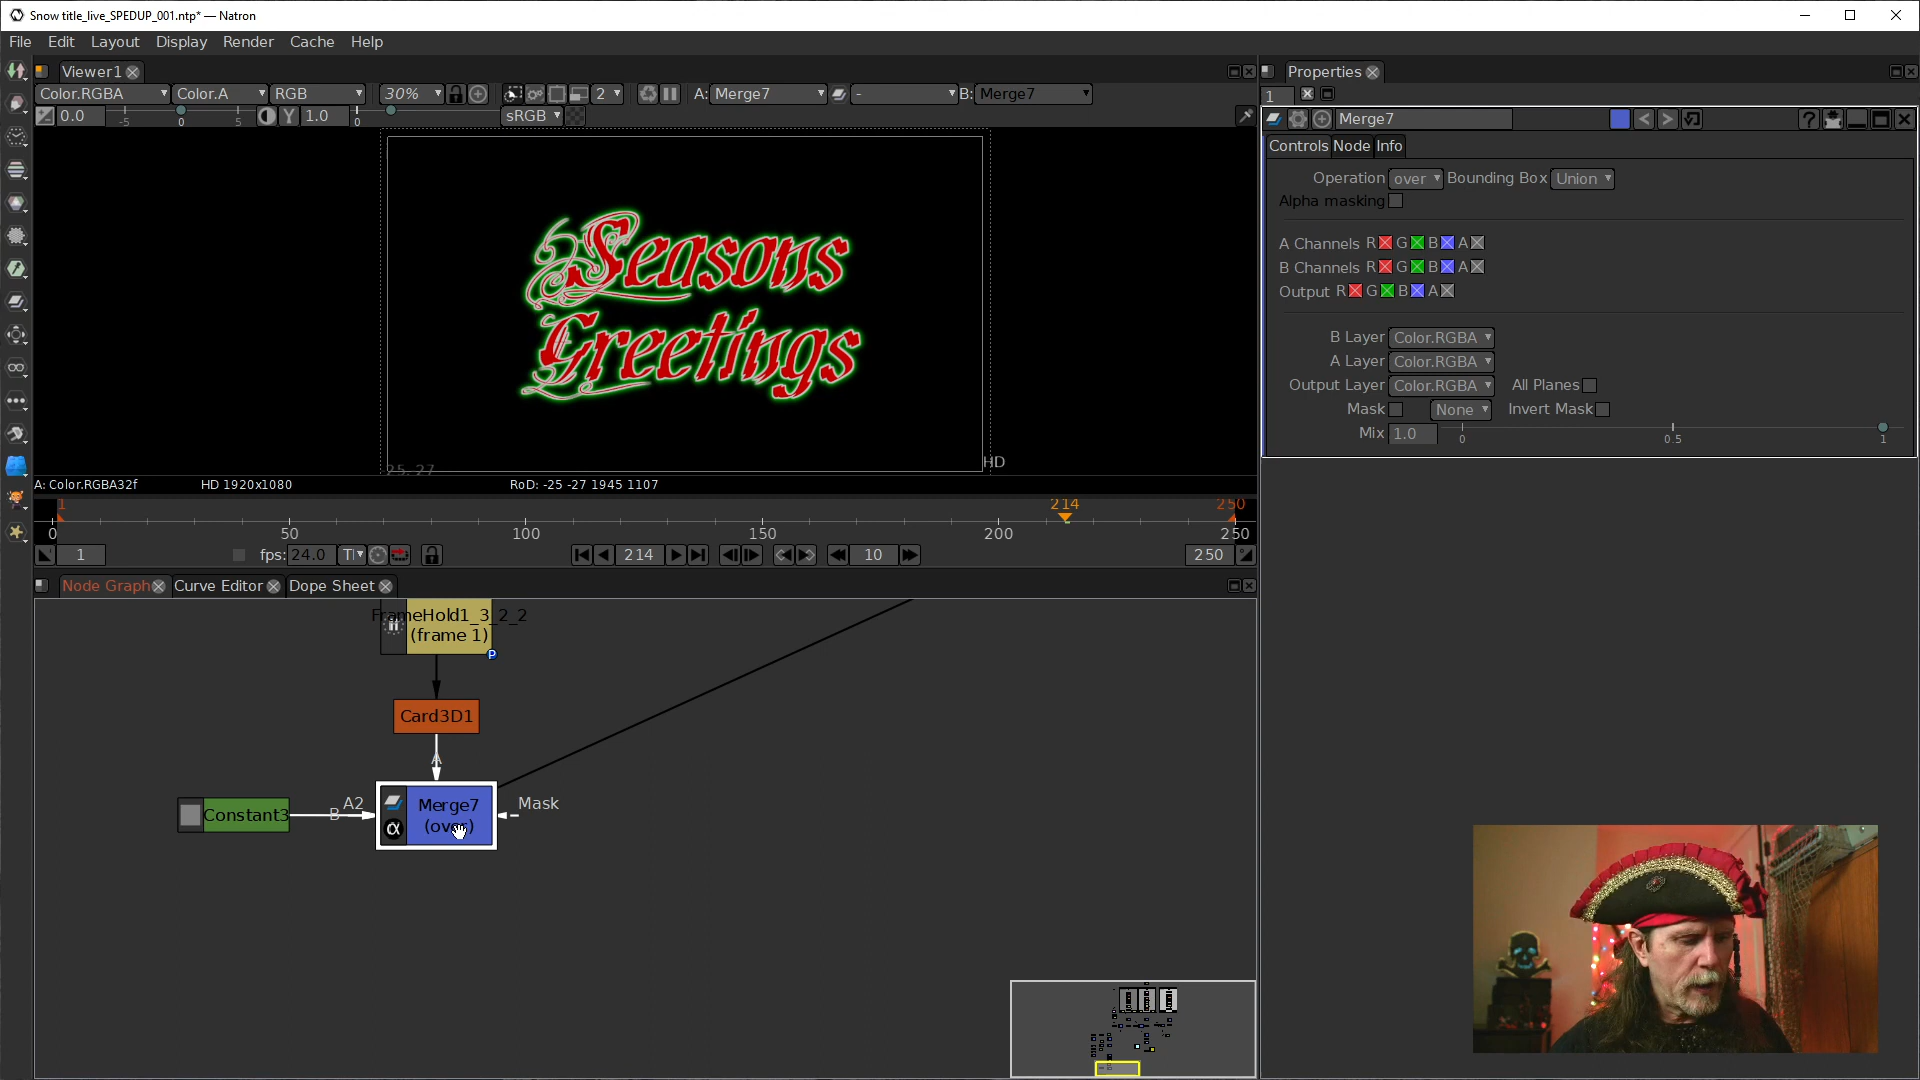 Snow title_live_SPEDUP_001.ntp* — Natron
File Edit Layout Display Render Cache Help
Viewer1
Properties
Color.RGBA Color.A RGB 30% 2 A: Merge7 - B: Merge7
1
0.0 -5 0 5 Y 1.0 0 sRGB
Merge7
?
Controls Node Info
Operation over Bounding Box Union
Alpha masking
A Channels R G B A
B Channels R G B A
Output R G B A
B Layer Color.RGBA
A Layer Color.RGBA
Output Layer Color.RGBA All Planes
Mask None Invert Mask
Mix 1.0 0 0.5 1
Seasons
Greetings
-25,-27
HD
A: Color.RGBA32f HD 1920x1080 RoD: -25 -27 1945 1107
1 214 250
0 50 100 150 200 250
1 fps: 24.0 214 10 250
Node Graph Curve Editor Dope Sheet
FrameHold1_3_2_2
(frame 1)
P
Card3D1
A
Constant3
B
A2
Merge7
(over)
α
Mask